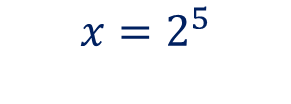 x = 2⁵